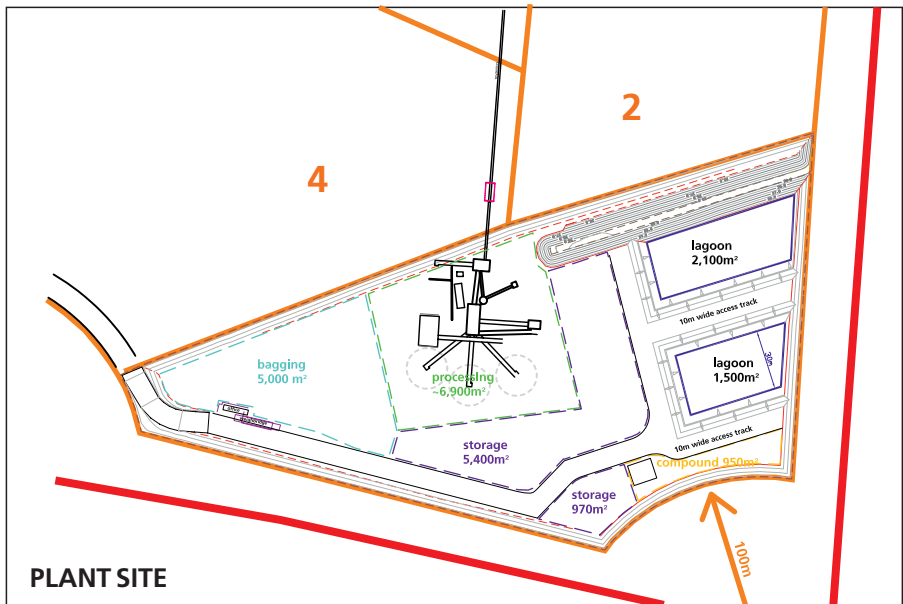 2
4
lagoon
2,100m²
10m wide access track
lagoon
1,500m²
30m
bagging
5,000 m²
processing
~6,900m²
storage
5,400m²
10m wide access track
compound 950m²
storage
970m²
100m
PLANT SITE